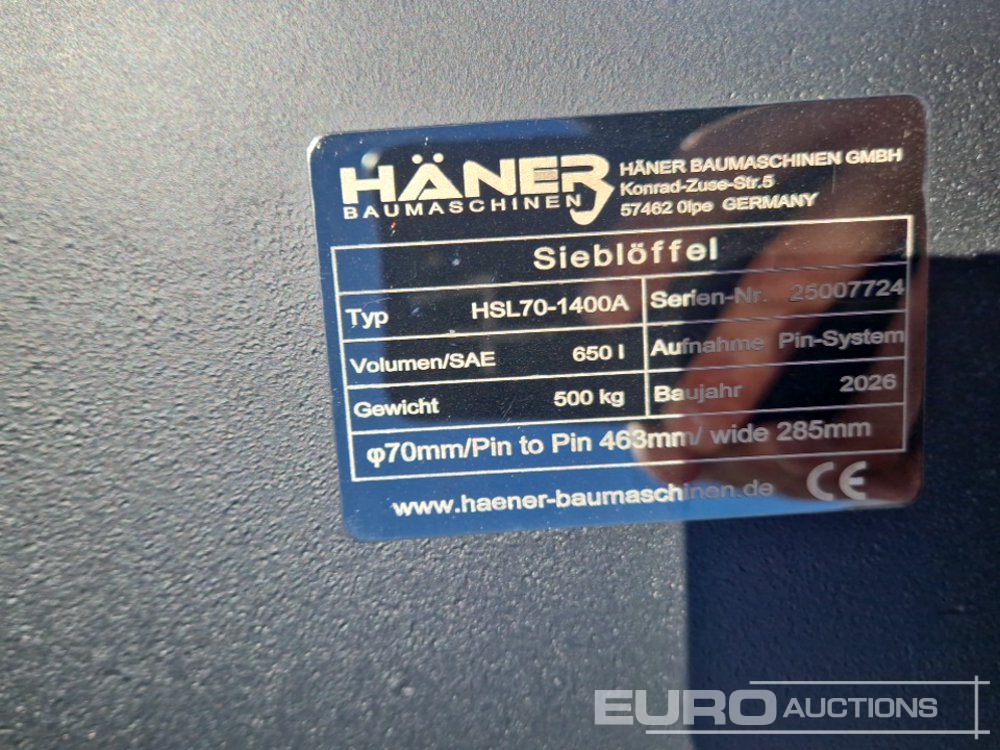 HÄNER
BAUMASCHINEN
HÄNER BAUMASCHINEN GMBH
Konrad-Zuse-Str.5
57462 Olpe GERMANY
Sieblöffel
Typ HSL70-1400A
Serien-Nr. 25007724
Volumen/SAE 650 l
Aufnahme Pin-System
Gewicht 500 kg
Baujahr 2026
φ70mm/Pin to Pin 463mm/ wide 285mm
www.haener-baumaschinen.de CE
EURO AUCTIONS